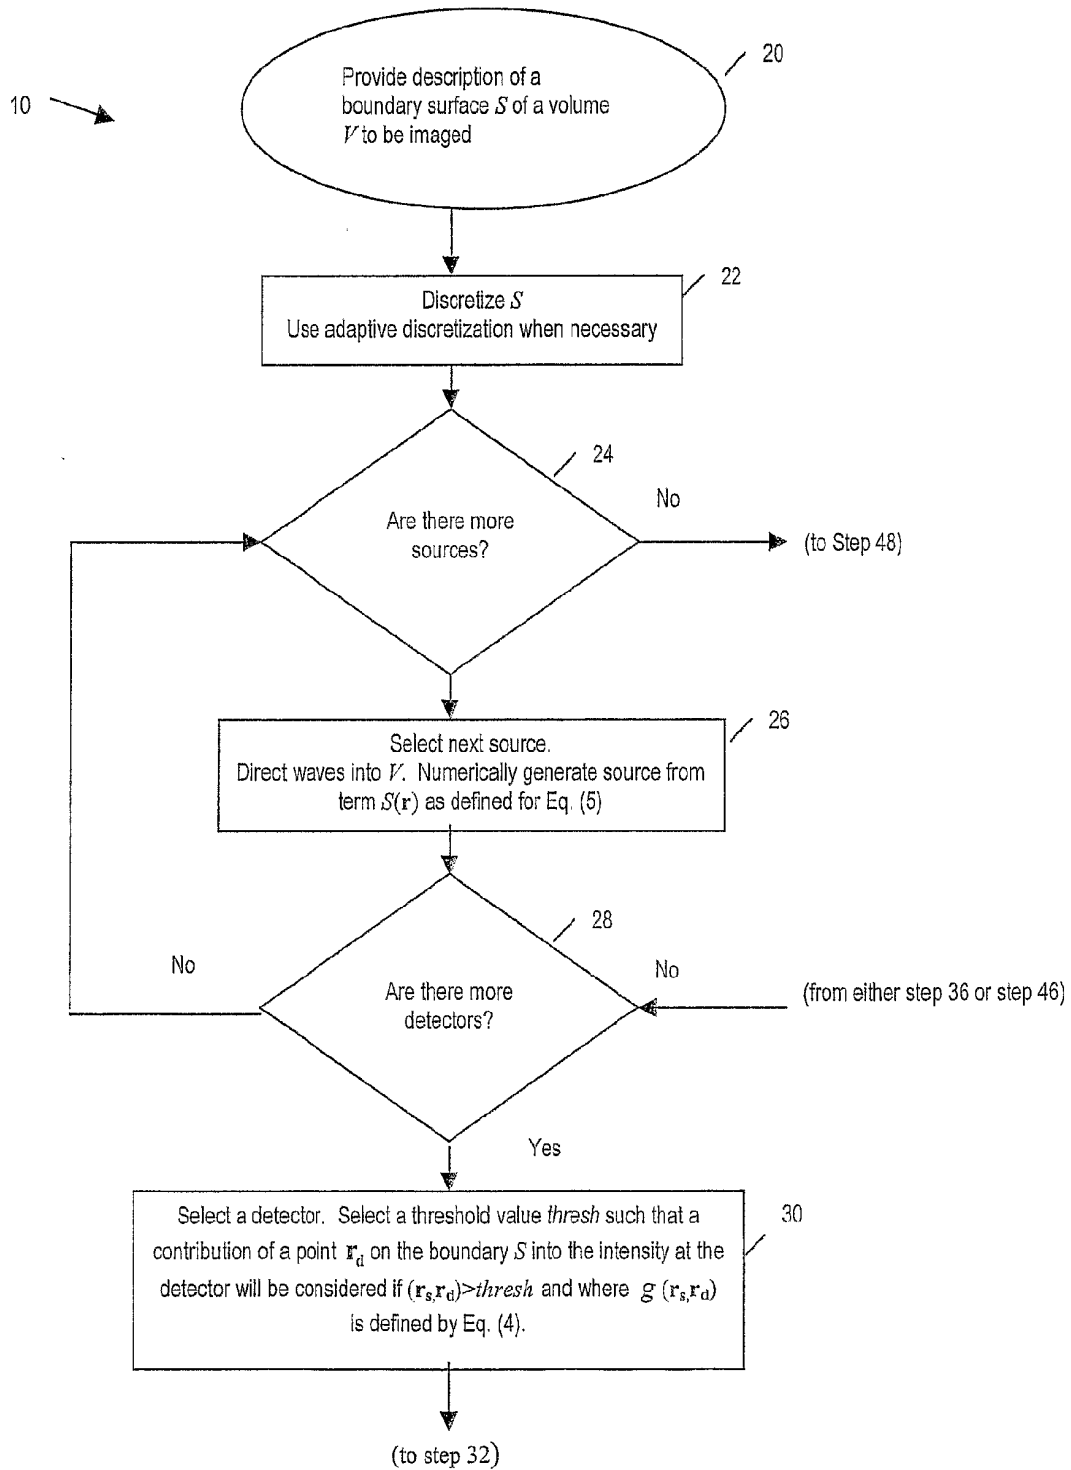 20
Provide description of a
boundary surface S of a volume
V to be imaged
10
22
Discretize S
Use adaptive discretization when necessary
24
No
Are there more
sources?
(to Step 48)
26
Select next source.
Direct waves into V. Numerically generate source from
term S(r) as defined for Eq. (5)
28
No
No
Are there more
detectors?
(from either step 36 or step 46)
Yes
30
Select a detector. Select a threshold value thresh such that a
contribution of a point r_d on the boundary S into the intensity at the
detector will be considered if (r_s,r_d)>thresh and where g (r_s,r_d)
is defined by Eq. (4).
(to step 32)